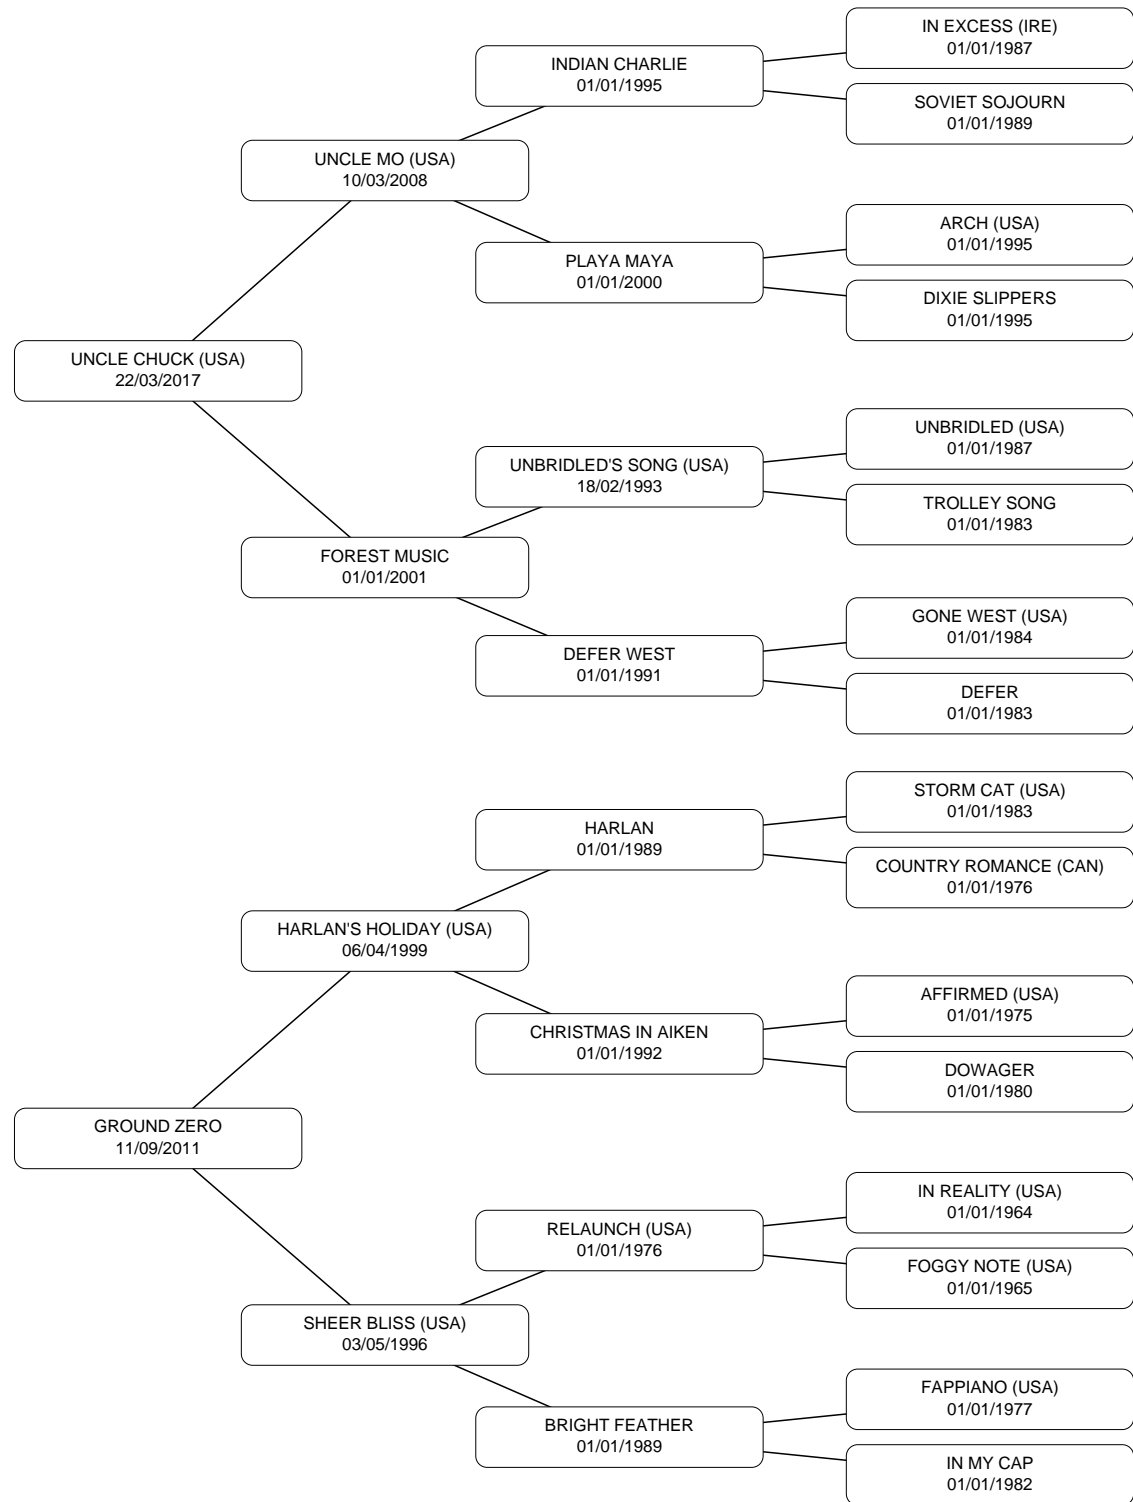 IN EXCESS (IRE)
01/01/1987
INDIAN CHARLIE
01/01/1995
SOVIET SOJOURN
01/01/1989
UNCLE MO (USA)
10/03/2008
ARCH (USA)
01/01/1995
PLAYA MAYA
01/01/2000
DIXIE SLIPPERS
01/01/1995
UNCLE CHUCK (USA)
22/03/2017
UNBRIDLED (USA)
01/01/1987
UNBRIDLED'S SONG (USA)
18/02/1993
TROLLEY SONG
01/01/1983
FOREST MUSIC
01/01/2001
GONE WEST (USA)
01/01/1984
DEFER WEST
01/01/1991
DEFER
01/01/1983
STORM CAT (USA)
01/01/1983
HARLAN
01/01/1989
COUNTRY ROMANCE (CAN)
01/01/1976
HARLAN'S HOLIDAY (USA)
06/04/1999
AFFIRMED (USA)
01/01/1975
CHRISTMAS IN AIKEN
01/01/1992
DOWAGER
01/01/1980
GROUND ZERO
11/09/2011
IN REALITY (USA)
01/01/1964
RELAUNCH (USA)
01/01/1976
FOGGY NOTE (USA)
01/01/1965
SHEER BLISS (USA)
03/05/1996
FAPPIANO (USA)
01/01/1977
BRIGHT FEATHER
01/01/1989
IN MY CAP
01/01/1982